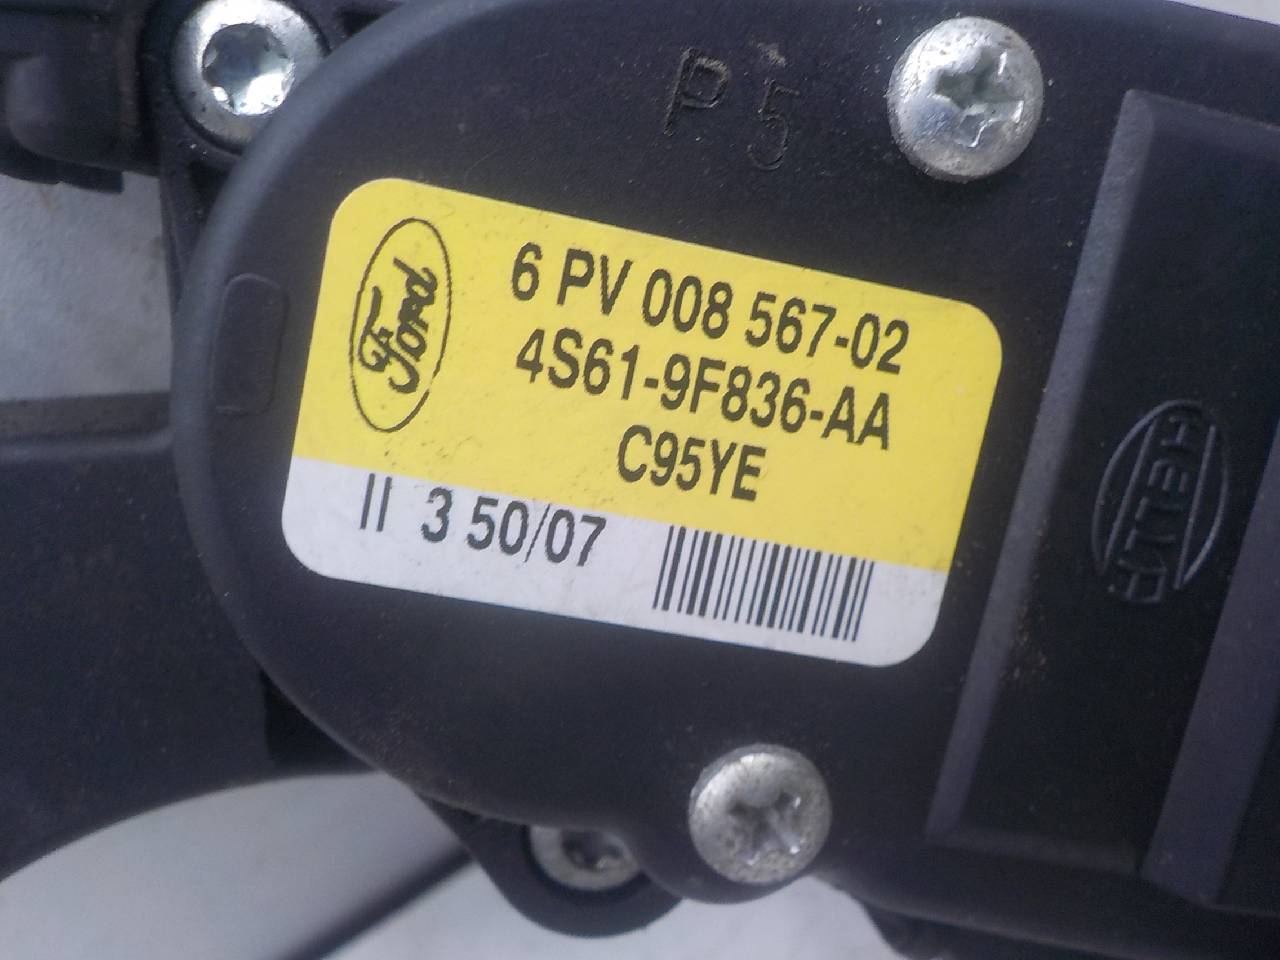 P 5
Ford
6 PV 008 567-02
4S61-9F836-AA
C95YE
II 3 50/07
HELLA